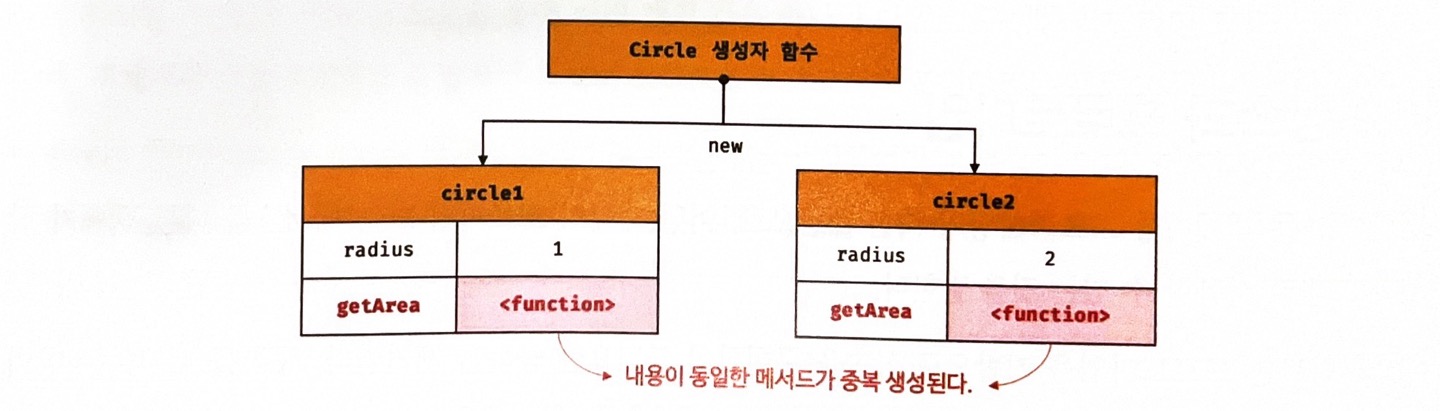 Circle 생성자 함수
new
circle1
radius 1
getArea <function>
circle2
radius 2
getArea <function>
내용이 동일한 메서드가 중복 생성된다.